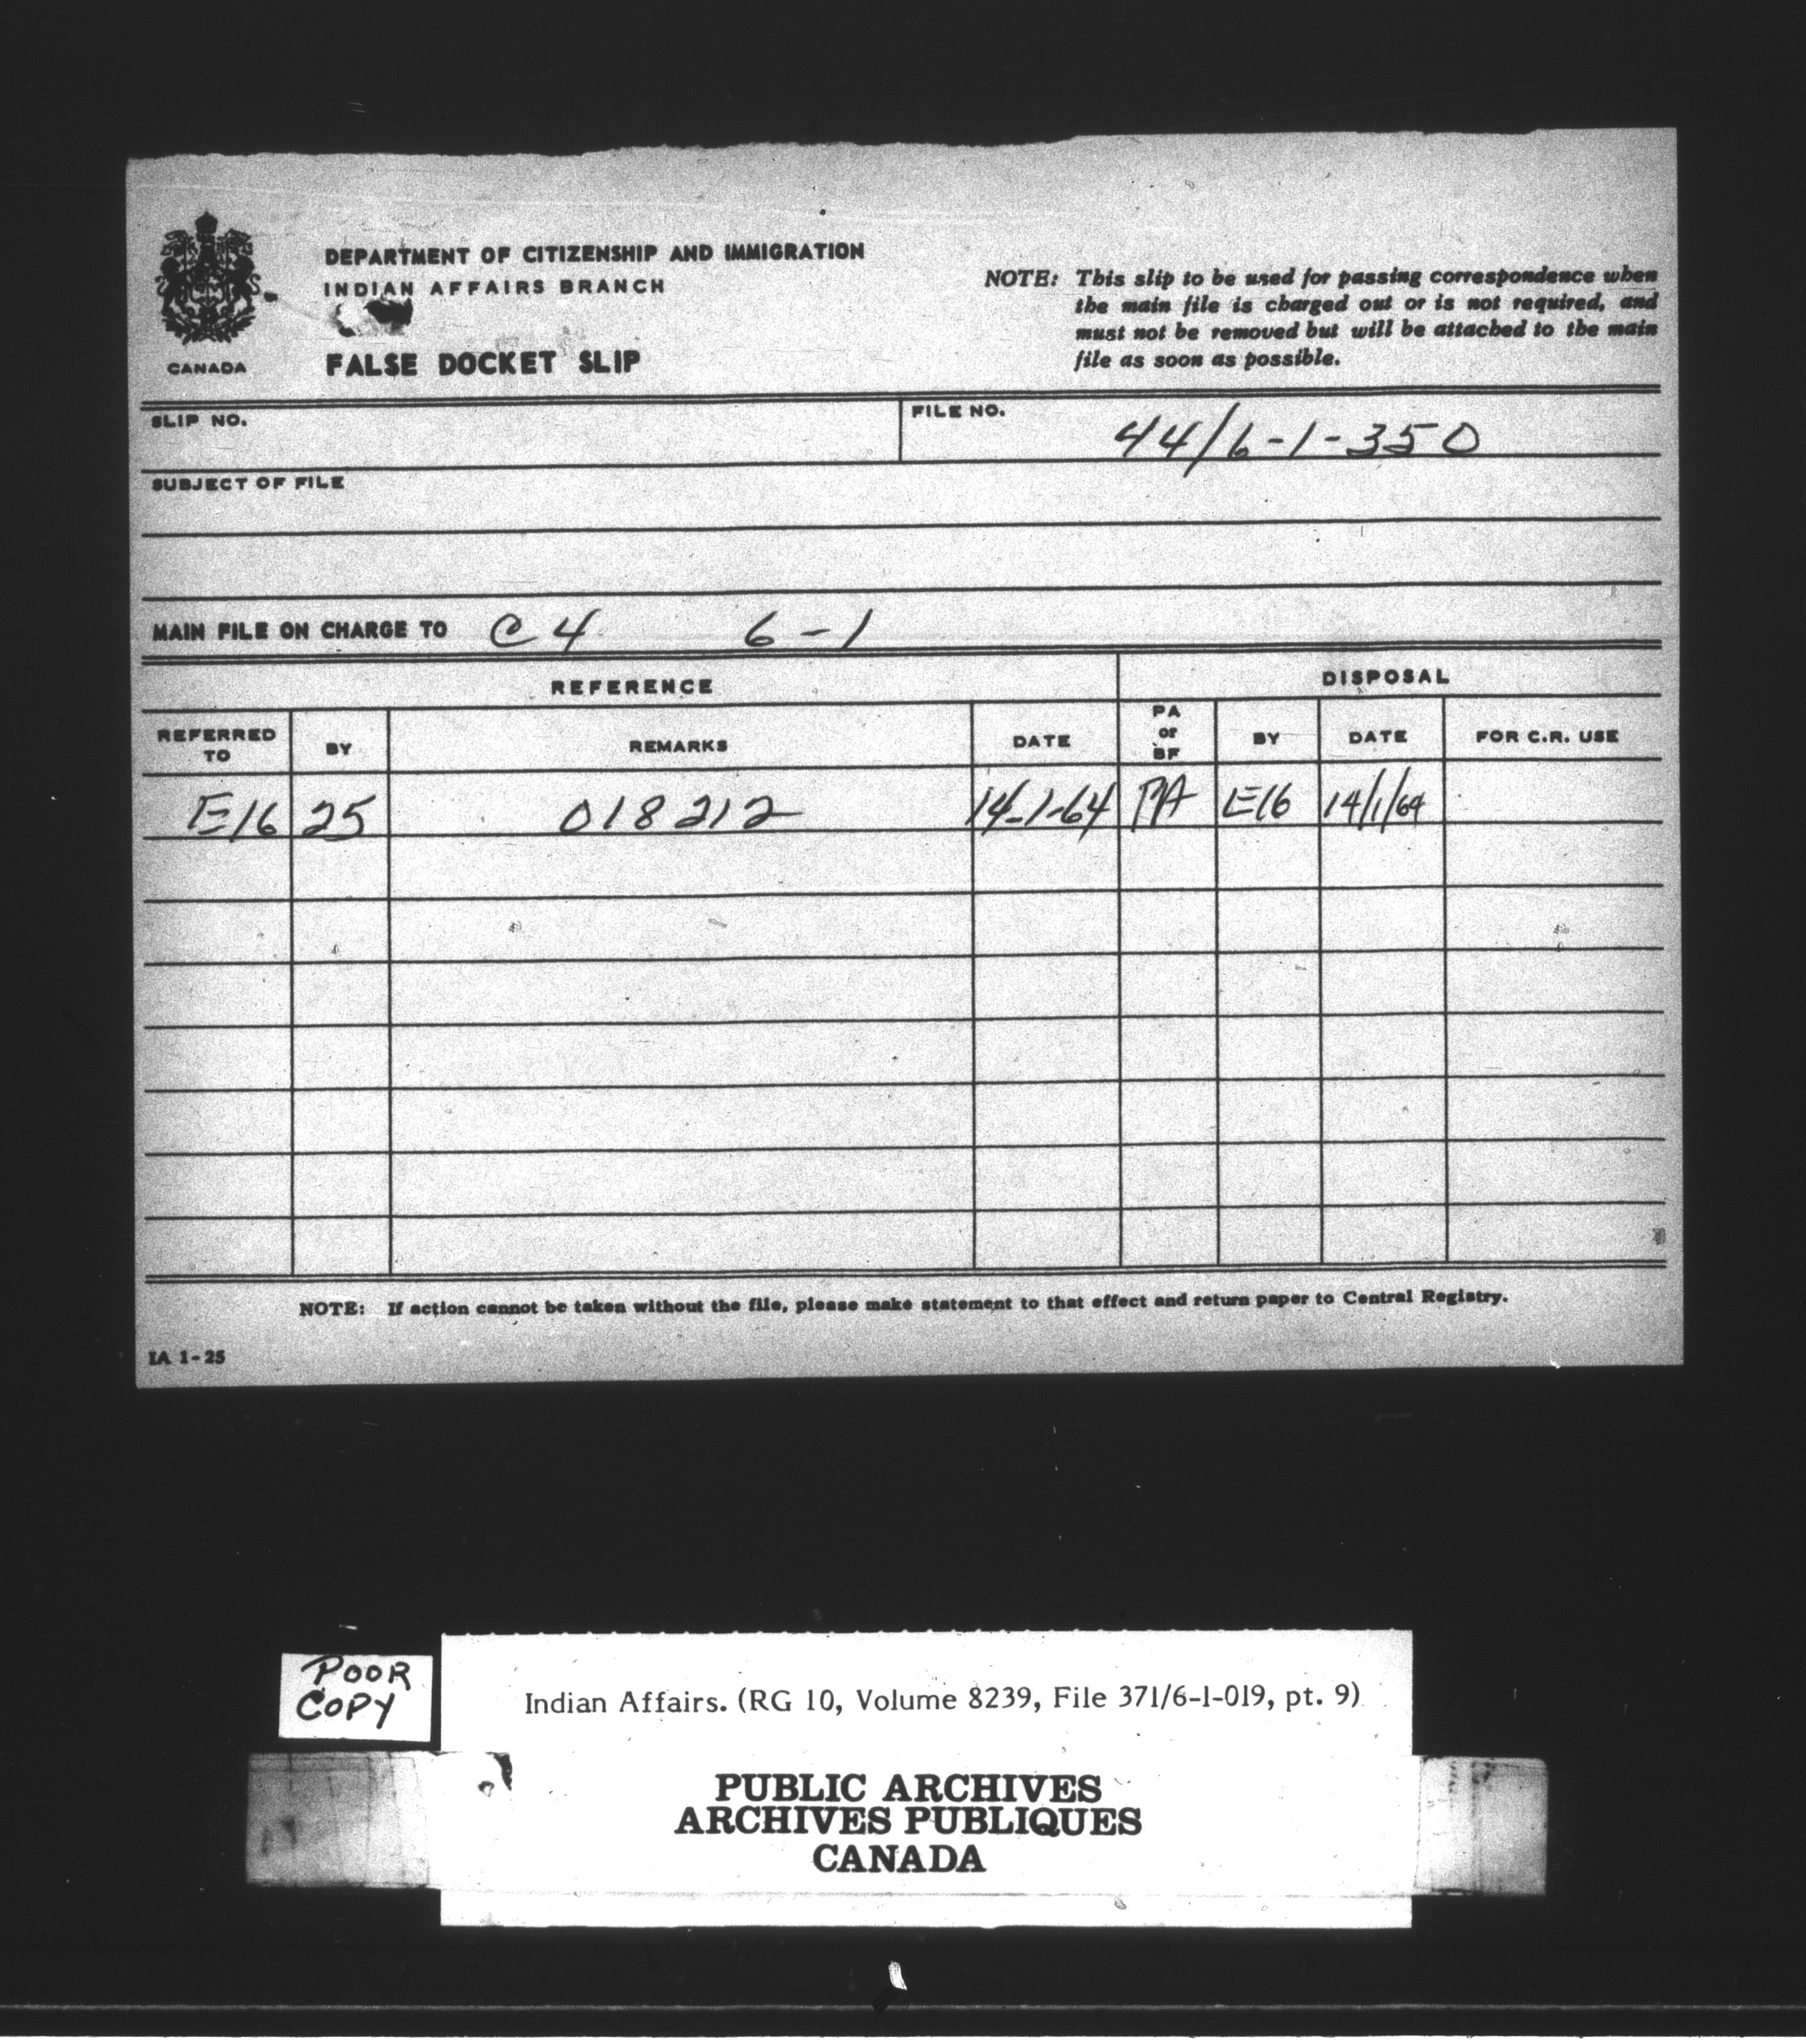 DEPARTMENT OF CITIZENSHIP AND IMMIGRATION
INDIAN AFFAIRS BRANCH
FALSE DOCKET SLIP
CANADA
NOTE: This slip to be used for passing correspondence when
the main file is charged out or is not required, and
must not be removed but will be attached to the main
file as soon as possible.
SLIP NO.
FILE NO. 44/6-1-350
SUBJECT OF FILE
MAIN FILE ON CHARGE TO C4 6-1
REFERENCE DISPOSAL
REFERRED TO BY REMARKS DATE PA or BF BY DATE FOR C.R. USE
E16 25 018212 14-1-64 PA E16 14/1/64
NOTE: If action cannot be taken without the file, please make statement to that effect and return paper to Central Registry.
IA 1-25
POOR
COPY
Indian Affairs. (RG 10, Volume 8239, File 371/6-1-019, pt. 9)
PUBLIC ARCHIVES
ARCHIVES PUBLIQUES
CANADA